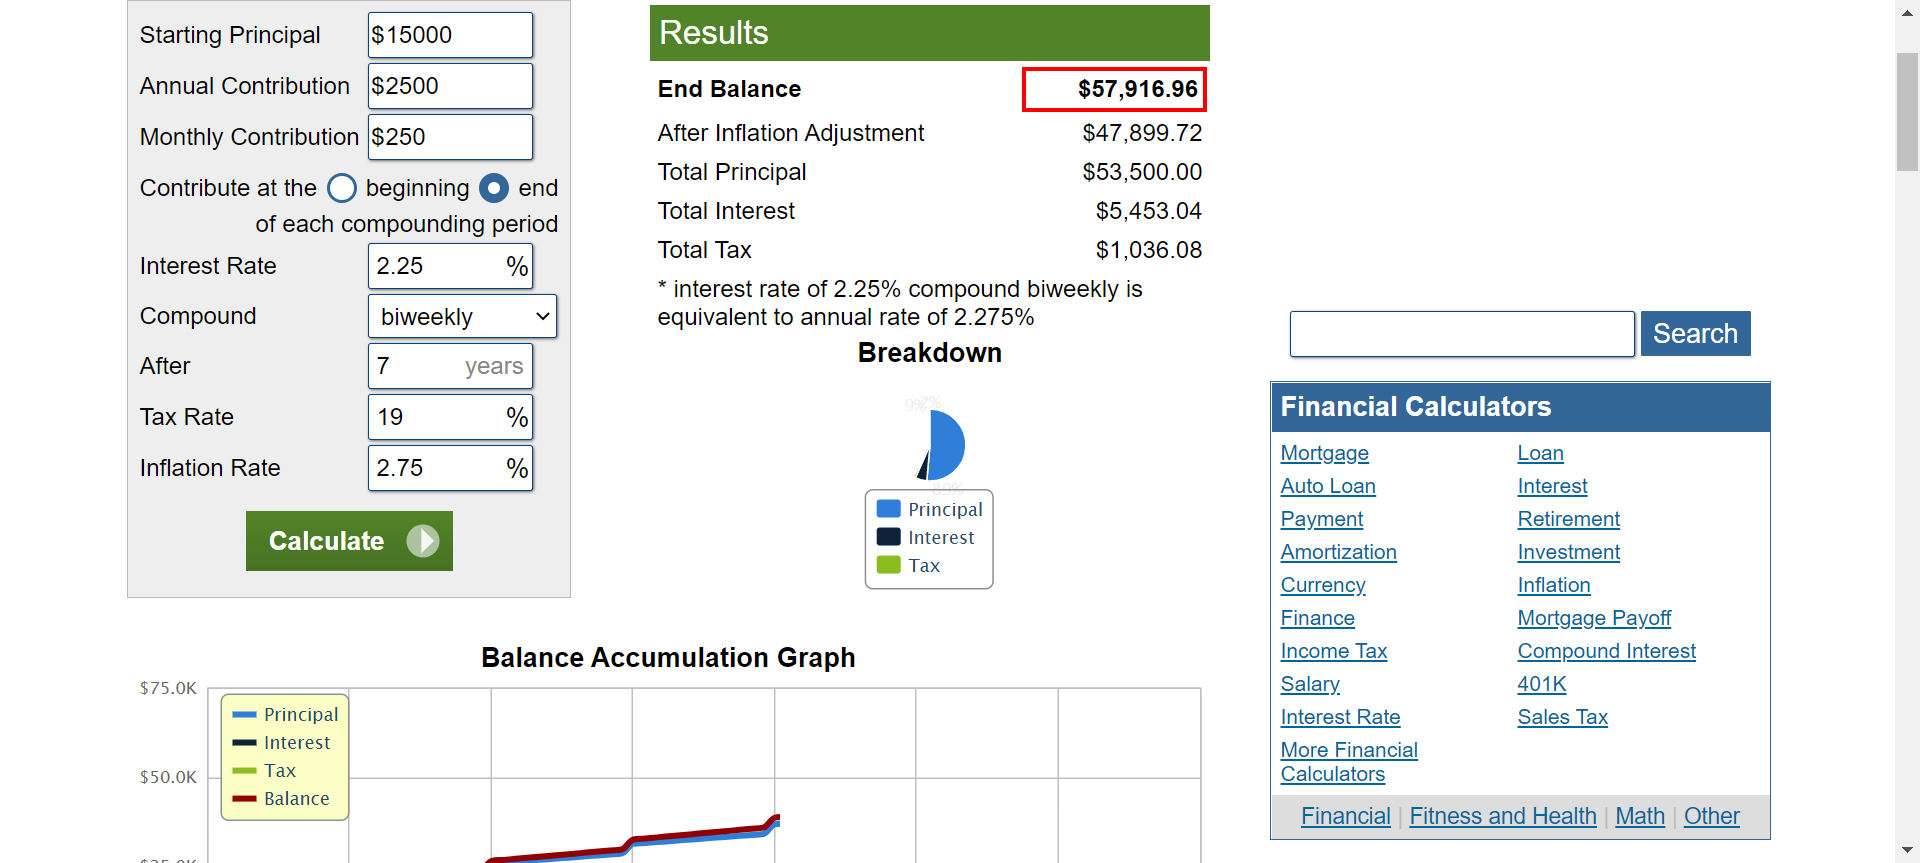 Starting Principal $15000
Annual Contribution $2500
Monthly Contribution $250
Contribute at the beginning end
of each compounding period
Interest Rate 2.25 %
Compound biweekly
After 7 years
Tax Rate 19 %
Inflation Rate 2.75 %
Calculate
Results
End Balance $57,916.96
After Inflation Adjustment $47,899.72
Total Principal $53,500.00
Total Interest $5,453.04
Total Tax $1,036.08
* interest rate of 2.25% compound biweekly is
equivalent to annual rate of 2.275%
Breakdown
9% 2%
89%
Principal
Interest
Tax
Balance Accumulation Graph
$75.0K
$50.0K
Principal
Interest
Tax
Balance
Search
Financial Calculators
Mortgage Loan
Auto Loan Interest
Payment Retirement
Amortization Investment
Currency Inflation
Finance Mortgage Payoff
Income Tax Compound Interest
Salary 401K
Interest Rate Sales Tax
More Financial
Calculators
Financial | Fitness and Health | Math | Other